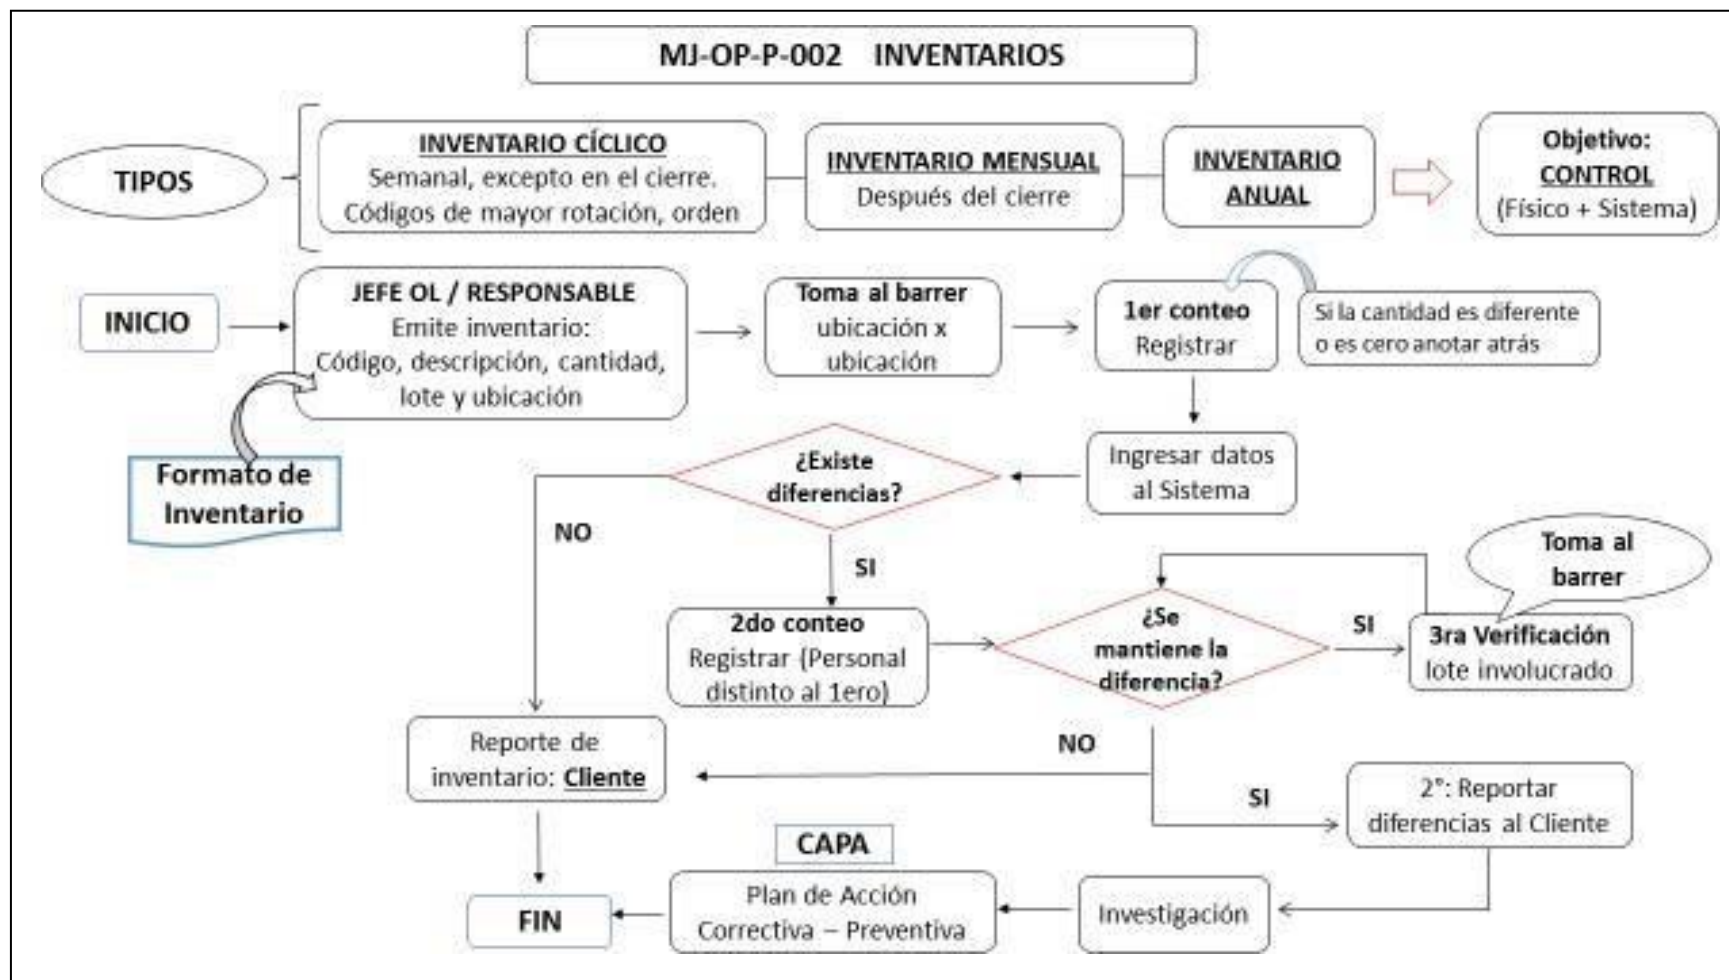 MJ-OP-P-002 INVENTARIOS
TIPOS
INVENTARIO CÍCLICO
Semanal, excepto en el cierre.
Códigos de mayor rotación, orden
INVENTARIO MENSUAL
Después del cierre
INVENTARIO
ANUAL
Objetivo:
CONTROL
(Físico + Sistema)
INICIO
JEFE OL / RESPONSABLE
Emite inventario:
Código, descripción, cantidad,
lote y ubicación
Toma al barrer
ubicación x
ubicación
1er conteo
Registrar
Si la cantidad es diferente
o es cero anotar atrás
Formato de
Inventario
¿Existe
diferencias?
Ingresar datos
al Sistema
NO
SI
Toma al
barrer
2do conteo
Registrar (Personal
distinto al 1ero)
¿Se
mantiene la
diferencia?
SI
3ra Verificación
lote involucrado
Reporte de
inventario: Cliente
NO
SI
2°: Reportar
diferencias al Cliente
CAPA
FIN
Plan de Acción
Correctiva – Preventiva
Investigación